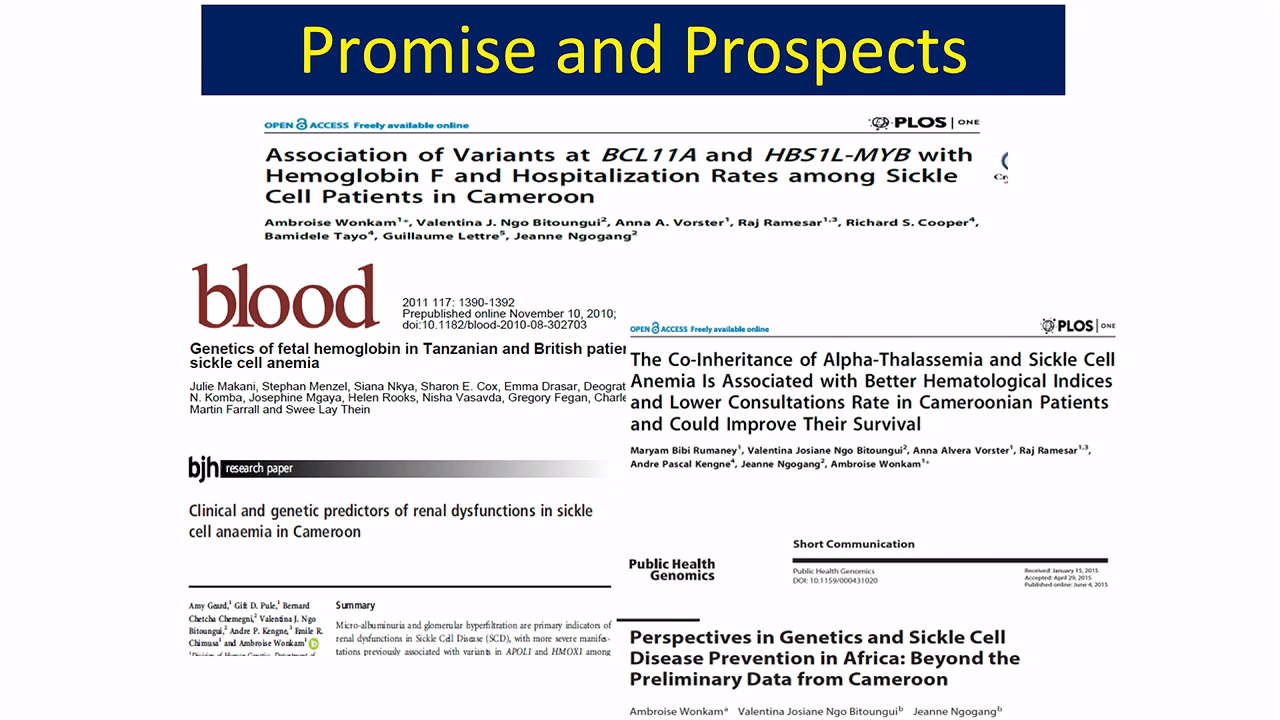 Promise and Prospects
OPEN ACCESS Freely available online
PLOS | ONE
Association of Variants at BCL11A and HBS1L-MYB with
Hemoglobin F and Hospitalization Rates among Sickle
Cell Patients in Cameroon
Ambroise Wonkam1*, Valentina J. Ngo Bitoungui2, Anna A. Vorster1, Raj Ramesar1,3, Richard S. Cooper4,
Bamidele Tayo4, Guillaume Lettre5, Jeanne Ngogang2
blood
2011 117: 1390-1392
Prepublished online November 10, 2010;
doi:10.1182/blood-2010-08-302703
Genetics of fetal hemoglobin in Tanzanian and British patier
sickle cell anemia
Julie Makani, Stephan Menzel, Siana Nkya, Sharon E. Cox, Emma Drasar, Deograt
N. Komba, Josephine Mgaya, Helen Rooks, Nisha Vasavda, Gregory Fegan, Charle
Martin Farrall and Swee Lay Thein
OPEN ACCESS Freely available online
PLOS | ONE
The Co-Inheritance of Alpha-Thalassemia and Sickle Cell
Anemia Is Associated with Better Hematological Indices
and Lower Consultations Rate in Cameroonian Patients
and Could Improve Their Survival
Maryam Bibi Rumaney1, Valentina Josiane Ngo Bitoungui2, Anna Alvera Vorster1, Raj Ramesar1,3,
Andre Pascal Kengne4, Jeanne Ngogang2, Ambroise Wonkam1*
bjh research paper
Clinical and genetic predictors of renal dysfunctions in sickle
cell anaemia in Cameroon
Amy Geard,1 Gift D. Pule,1 Bernard
Chetcha Chemegni,2 Valentina J. Ngo
Bitoungui,2 Andre P. Kengne,3 Emile R.
Chimusa1 and Ambroise Wonkam1
1Division of Human Genetics, Department of
Summary
Micro-albuminuria and glomerular hyperfiltration are primary indicators of
renal dysfunctions in Sickle Cell Disease (SCD), with more severe manifes-
tations previously associated with variants in APOL1 and HMOX1 among
Short Communication
Public Health
Genomics
Public Health Genomics
DOI: 10.1159/000431020
Received: January 15, 2015
Accepted: April 29, 2015
Published online: June 4, 2015
Perspectives in Genetics and Sickle Cell
Disease Prevention in Africa: Beyond the
Preliminary Data from Cameroon
Ambroise Wonkama Valentina Josiane Ngo Bitounguib Jeanne Ngogangb